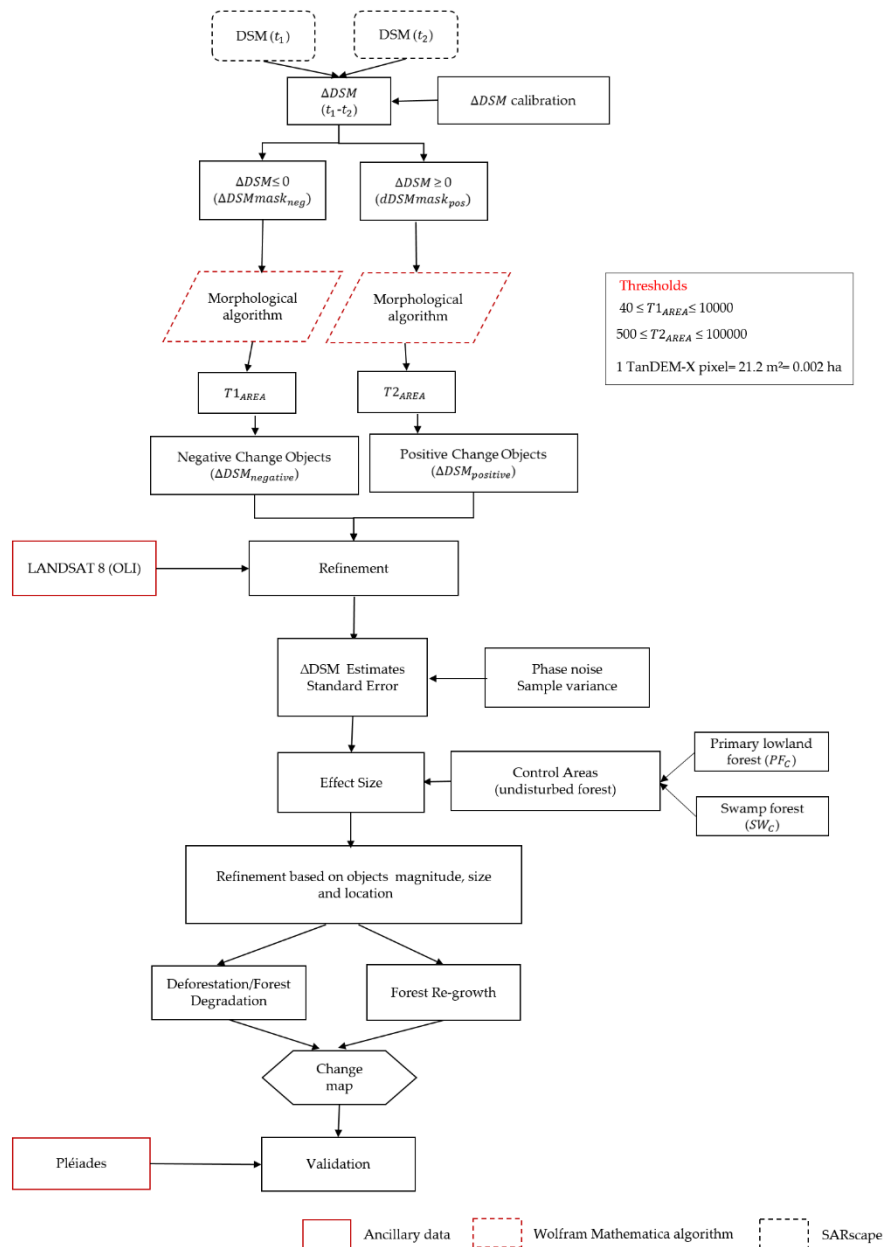 DSM (t₁)
DSM (t₂)
ΔDSM
(t₁-t₂)
ΔDSM calibration
ΔDSM≤ 0
(ΔDSMmask_neg)
ΔDSM ≥ 0
(dDSMmask_pos)
Morphological
algorithm
Morphological
algorithm
Thresholds
40 ≤ T1_AREA ≤ 10000
500 ≤ T2_AREA ≤ 100000
1 TanDEM-X pixel= 21.2 m²= 0.002 ha
T1_AREA
T2_AREA
Negative Change Objects
(ΔDSM_negative)
Positive Change Objects
(ΔDSM_positive)
LANDSAT 8 (OLI)
Refinement
ΔDSM Estimates
Standard Error
Phase noise
Sample variance
Effect Size
Control Areas
(undisturbed forest)
Primary lowland
forest (PF_C)
Swamp forest
(SW_C)
Refinement based on objects magnitude, size
and location
Deforestation/Forest
Degradation
Forest Re-growth
Change
map
Pléiades
Validation
Ancillary data
Wolfram Mathematica algorithm
SARscape